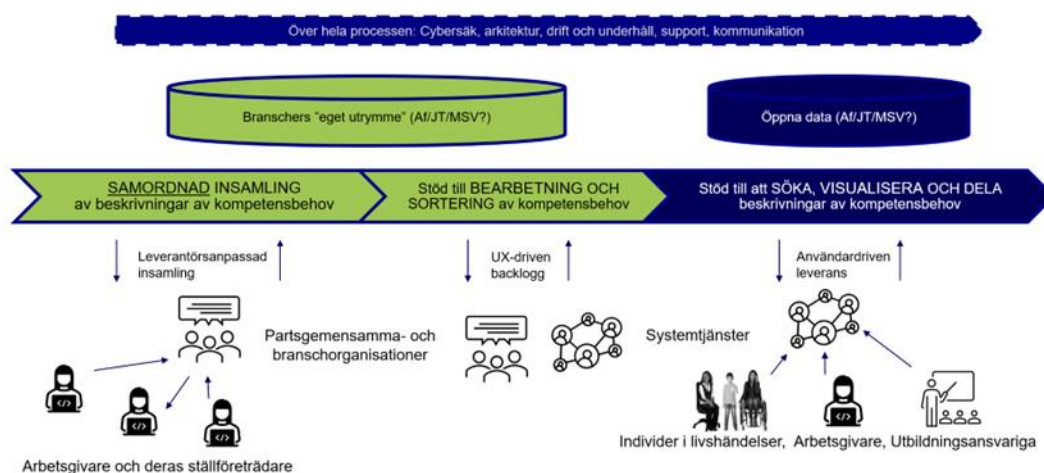 Över hela processen: Cybersäk, arkitektur, drift och underhåll, support, kommunikation
Branschers "eget utrymme" (Af/JT/MSV?)
Öppna data (Af/JT/MSV?)
SAMORDNAD INSAMLING
av beskrivningar av kompetensbehov
Stöd till BEARBETNING OCH
SORTERING av kompetensbehov
Stöd till att SÖKA, VISUALISERA OCH DELA
beskrivningar av kompetensbehov
Leverantörsanpassad
insamling
UX-driven
backlogg
Användardriven
leverans
Partsgemensamma- och
branschorganisationer
Systemtjänster
Individer i livshändelser, Arbetsgivare, Utbildningsansvariga
Arbetsgivare och deras ställföreträdare